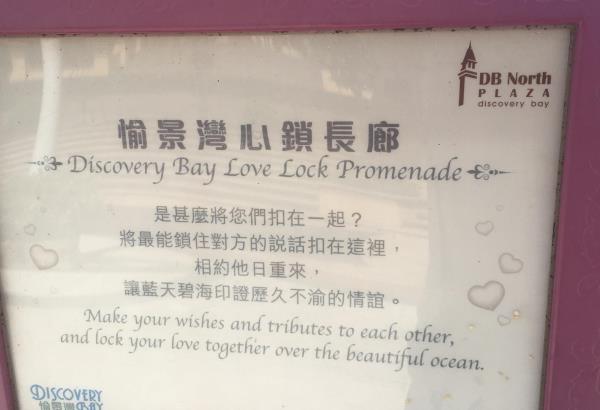 DB North
PLAZA
discovery bay
愉景灣心鎖長廊
Discovery Bay Love Lock Promenade
是甚麼將您們扣在一起？
將最能鎖住對方的説話扣在這裡，
相約他日重來，
讓藍天碧海印證歷久不渝的情誼。
Make your wishes and tributes to each other,
and lock your love together over the beautiful ocean.
DISCOVERY
愉景灣 BAY